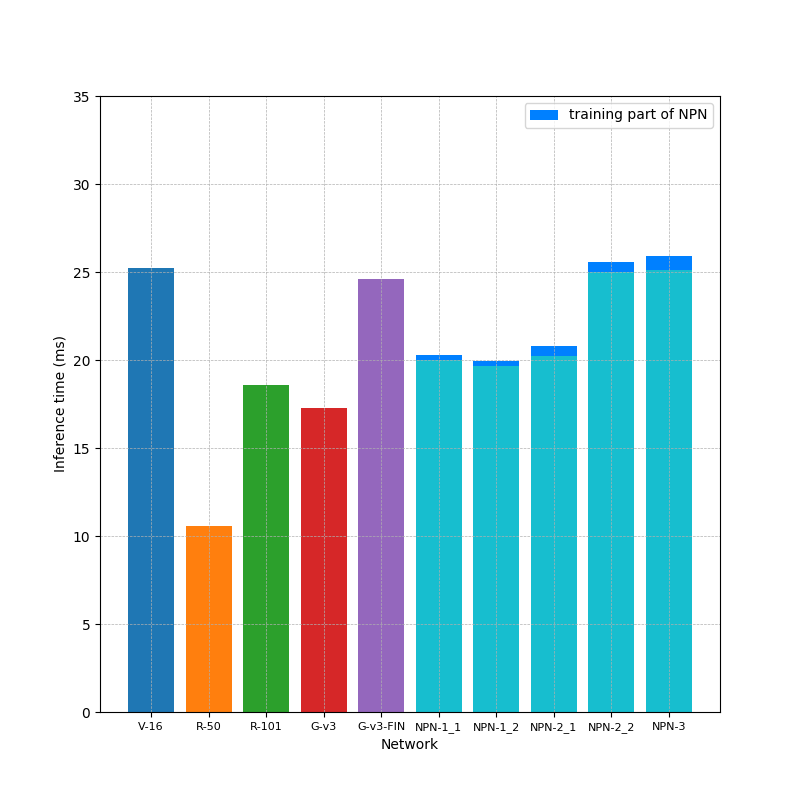 training part of NPN
35
30
25
20
15
10
5
0
Inference time (ms)
V-16 R-50 R-101 G-v3 G-v3-FIN NPN-1_1 NPN-1_2 NPN-2_1 NPN-2_2 NPN-3
Network